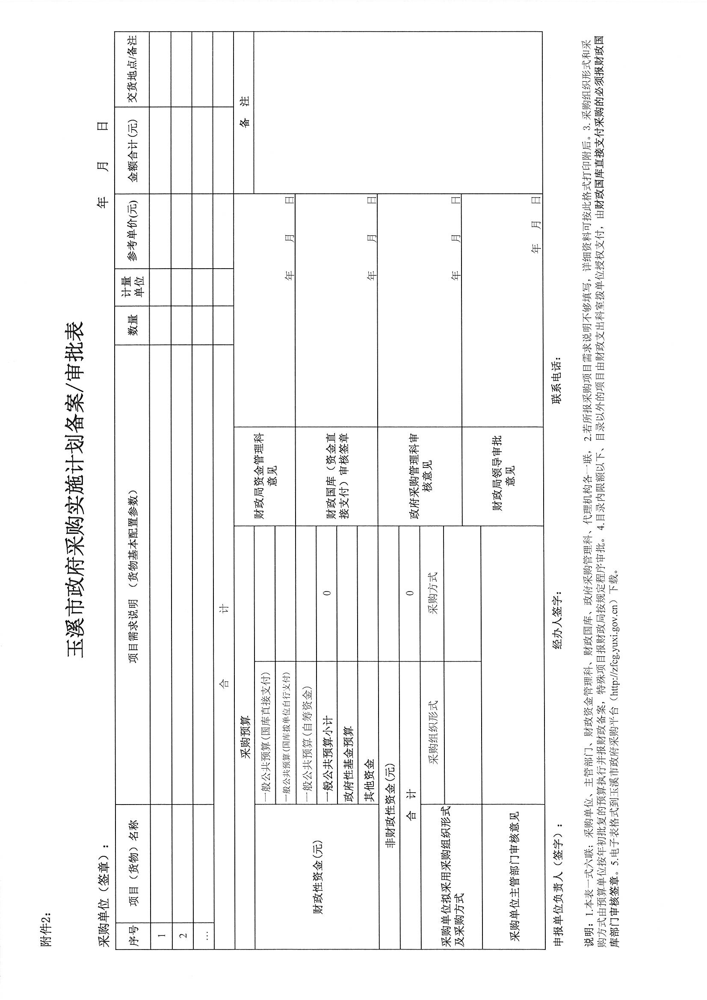 附件2:
玉溪市政府采购实施计划备案/审批表
采购单位（签章）:
年 月 日
序号
项目（货物）名称
项目需求说明 （货物基本配置参数）
数量
计量
单位
参考单价(元)
金额合计(元)
交货地点/备注
1
2
…
合 计
采购预算
备 注
财政性资金(元)
一般公共预算(国库直接支付)
一般公共预算(国库拨单位自行支付)
一般公共预算(自筹资金)
一般公共预算小计
0
政府性基金预算
其他资金
非财政性资金(元)
合 计
0
采购单位拟采用采购组织形式
及采购方式
采购组织形式
采购方式
采购单位主管部门审核意见
财政局资金管理科
意见
年 月 日
财政国库（资金直
接支付）审核签章
年 月 日
政府采购管理科审
核意见
年 月 日
财政局领导审批
意见
年 月 日
申报单位负责人（签字）:
经办人签字:
联系电话:
说明: 1.本表一式六联；采购单位、主管部门、财政资金管理科、财政国库、政府采购管理科、代理机构各一联， 2.若所报采购项目需求说明不够填写，详细资料可按此格式打印附后。3. 采购组织形式和采
购方式由预算单位按年初批复的预算执行并报财政备案，特殊项目报财政局按规定程序审批。 4.目录内限额以下、目录以外的项目由财政支出科室拨单位授权支付，由财政国库直接支付采购的必须报财政国
库部门审核签章。5.电子表格式到玉溪市政府采购平台（http://zfcg.yuxi.gov.cn）下载。